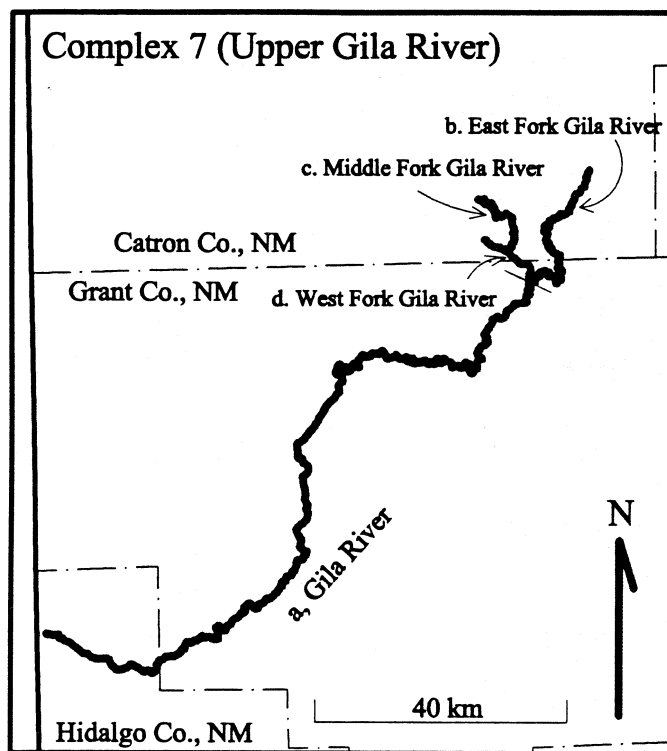 Complex 7 (Upper Gila River)
b. East Fork Gila River
c. Middle Fork Gila River
Catron Co., NM
Grant Co., NM
d. West Fork Gila River
a, Gila River
N
40 km
Hidalgo Co., NM